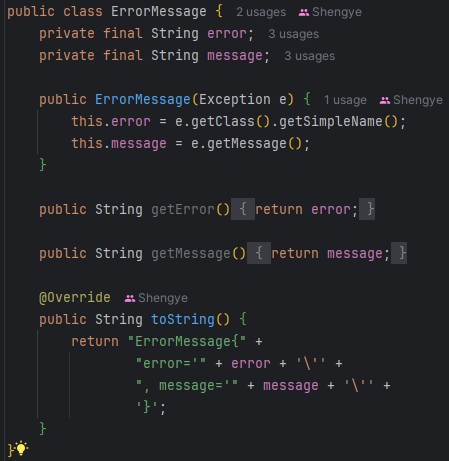 public class ErrorMessage { 2 usages Shengye
private final String error; 3 usages
private final String message; 3 usages
public ErrorMessage(Exception e) { 1 usage Shengye
this.error = e.getClass().getSimpleName();
this.message = e.getMessage();
}
public String getError() { return error; }
public String getMessage() { return message; }
@Override Shengye
public String toString() {
return "ErrorMessage{" +
"error='" + error + '\'' +
", message='" + message + '\'' +
'}';
}
}